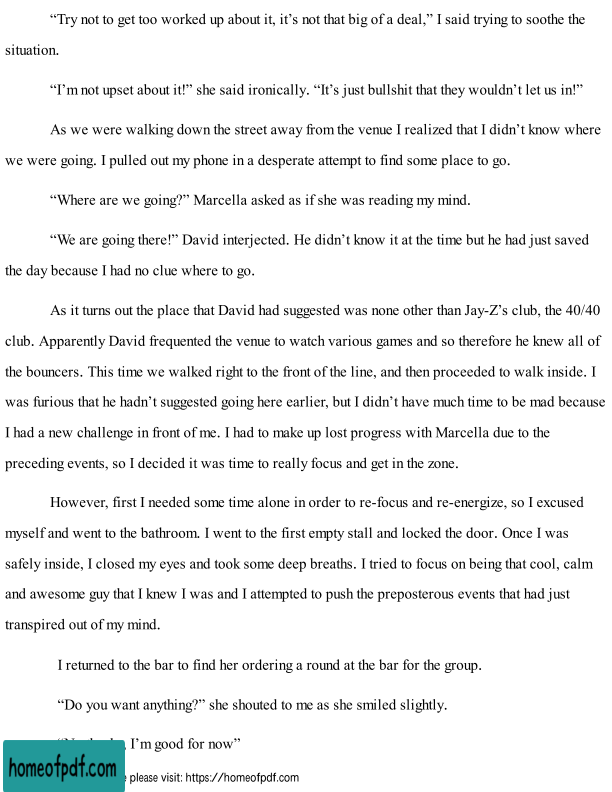 “Try not to get too worked up about it, it’s not that big of a deal,” I said trying to soothe the
situation.
“I’m not upset about it!” she said ironically. “It’s just bullshit that they wouldn’t let us in!”
As we were walking down the street away from the venue I realized that I didn’t know where
we were going. I pulled out my phone in a desperate attempt to find some place to go.
“Where are we going?” Marcella asked as if she was reading my mind.
“We are going there!” David interjected. He didn’t know it at the time but he had just saved
the day because I had no clue where to go.
As it turns out the place that David had suggested was none other than Jay-Z’s club, the 40/40
club. Apparently David frequented the venue to watch various games and so therefore he knew all of
the bouncers. This time we walked right to the front of the line, and then proceeded to walk inside. I
was furious that he hadn’t suggested going here earlier, but I didn’t have much time to be mad because
I had a new challenge in front of me. I had to make up lost progress with Marcella due to the
preceding events, so I decided it was time to really focus and get in the zone.
However, first I needed some time alone in order to re-focus and re-energize, so I excused
myself and went to the bathroom. I went to the first empty stall and locked the door. Once I was
safely inside, I closed my eyes and took some deep breaths. I tried to focus on being that cool, calm
and awesome guy that I knew I was and I attempted to push the preposterous events that had just
transpired out of my mind.
I returned to the bar to find her ordering a round at the bar for the group.
“Do you want anything?” she shouted to me as she smiled slightly.
I’m good for now”
homeofpdf.com
please visit: https://homeofpdf.com